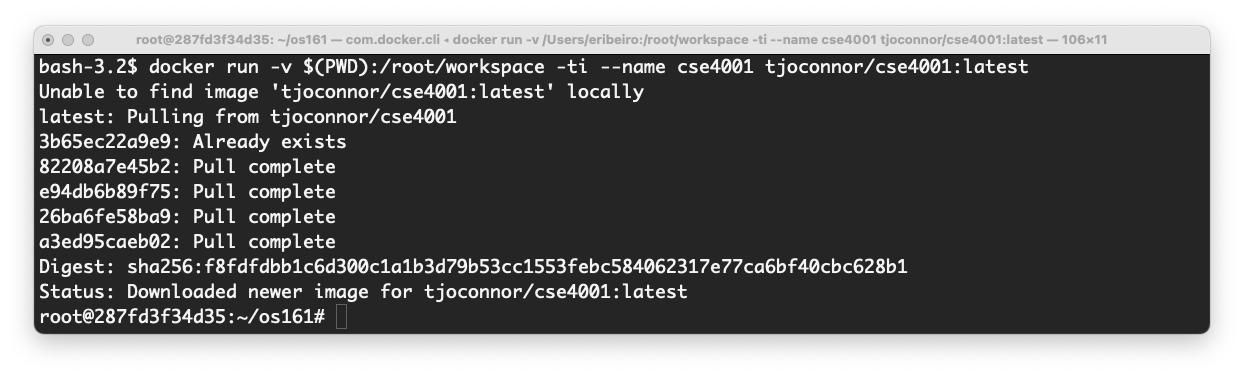 root@287fd3f34d35: ~/os161 — com.docker.cli ◂ docker run -v /Users/eribeiro:/root/workspace -ti --name cse4001 tjoconnor/cse4001:latest — 106×11
bash-3.2$ docker run -v $(PWD):/root/workspace -ti --name cse4001 tjoconnor/cse4001:latest
Unable to find image 'tjoconnor/cse4001:latest' locally
latest: Pulling from tjoconnor/cse4001
3b65ec22a9e9: Already exists
82208a7e45b2: Pull complete
e94db6b89f75: Pull complete
26ba6fe58ba9: Pull complete
a3ed95caeb02: Pull complete
Digest: sha256:f8fdfdbb1c6d300c1a1b3d79b53cc1553febc584062317e77ca6bf40cbc628b1
Status: Downloaded newer image for tjoconnor/cse4001:latest
root@287fd3f34d35:~/os161#